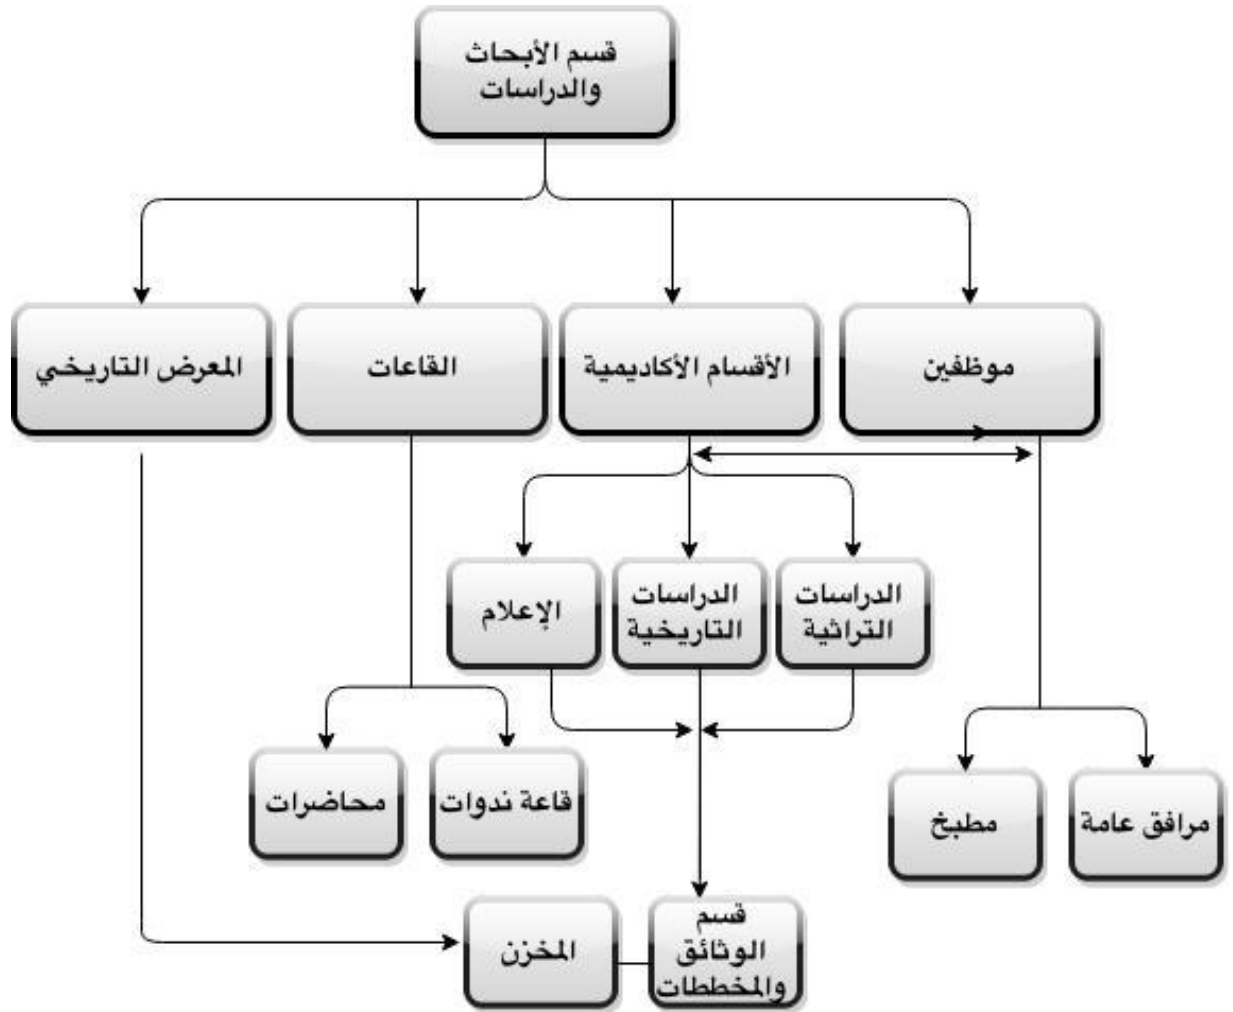 قسم الأبحاث
والدراسات
موظفين
الأقسام الأكاديمية
القاعات
المعرض التاريخي
الدراسات
التراثية
الدراسات
التاريخية
الإعلام
مرافق عامة
مطبخ
قاعة ندوات
محاضرات
قسم
الوثائق
والمخططات
المخزن